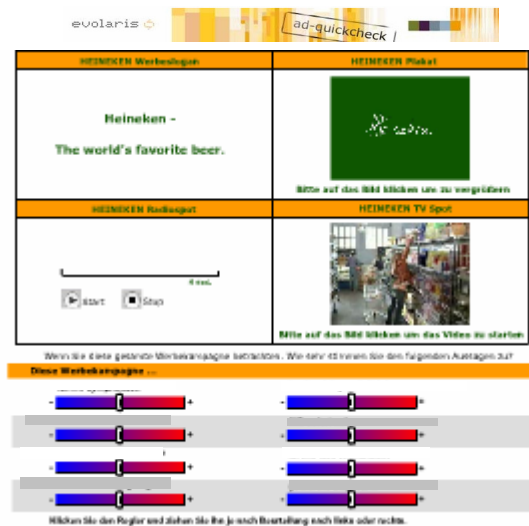 evolaris
ad-quickcheck
HEINEKEN Werbeslogan
HEINEKEN Plakat
Heineken -
The world's favorite beer.
Bitte auf das Bild klicken um zu vergrößern
HEINEKEN Radiospot
HEINEKEN TV Spot
Start
Stop
Bitte auf das Bild klicken um das Video zu starten
Wenn Sie diese gesamte Werbekampagne betrachten, Wie sehr stimmen Sie den folgenden Aussagen zu?
Diese Werbekampagne ...
- + - +
- + - +
- + - +
- + - +
Klicken Sie den Regler und ziehen Sie ihn je nach Beurteilung nach links oder rechts.